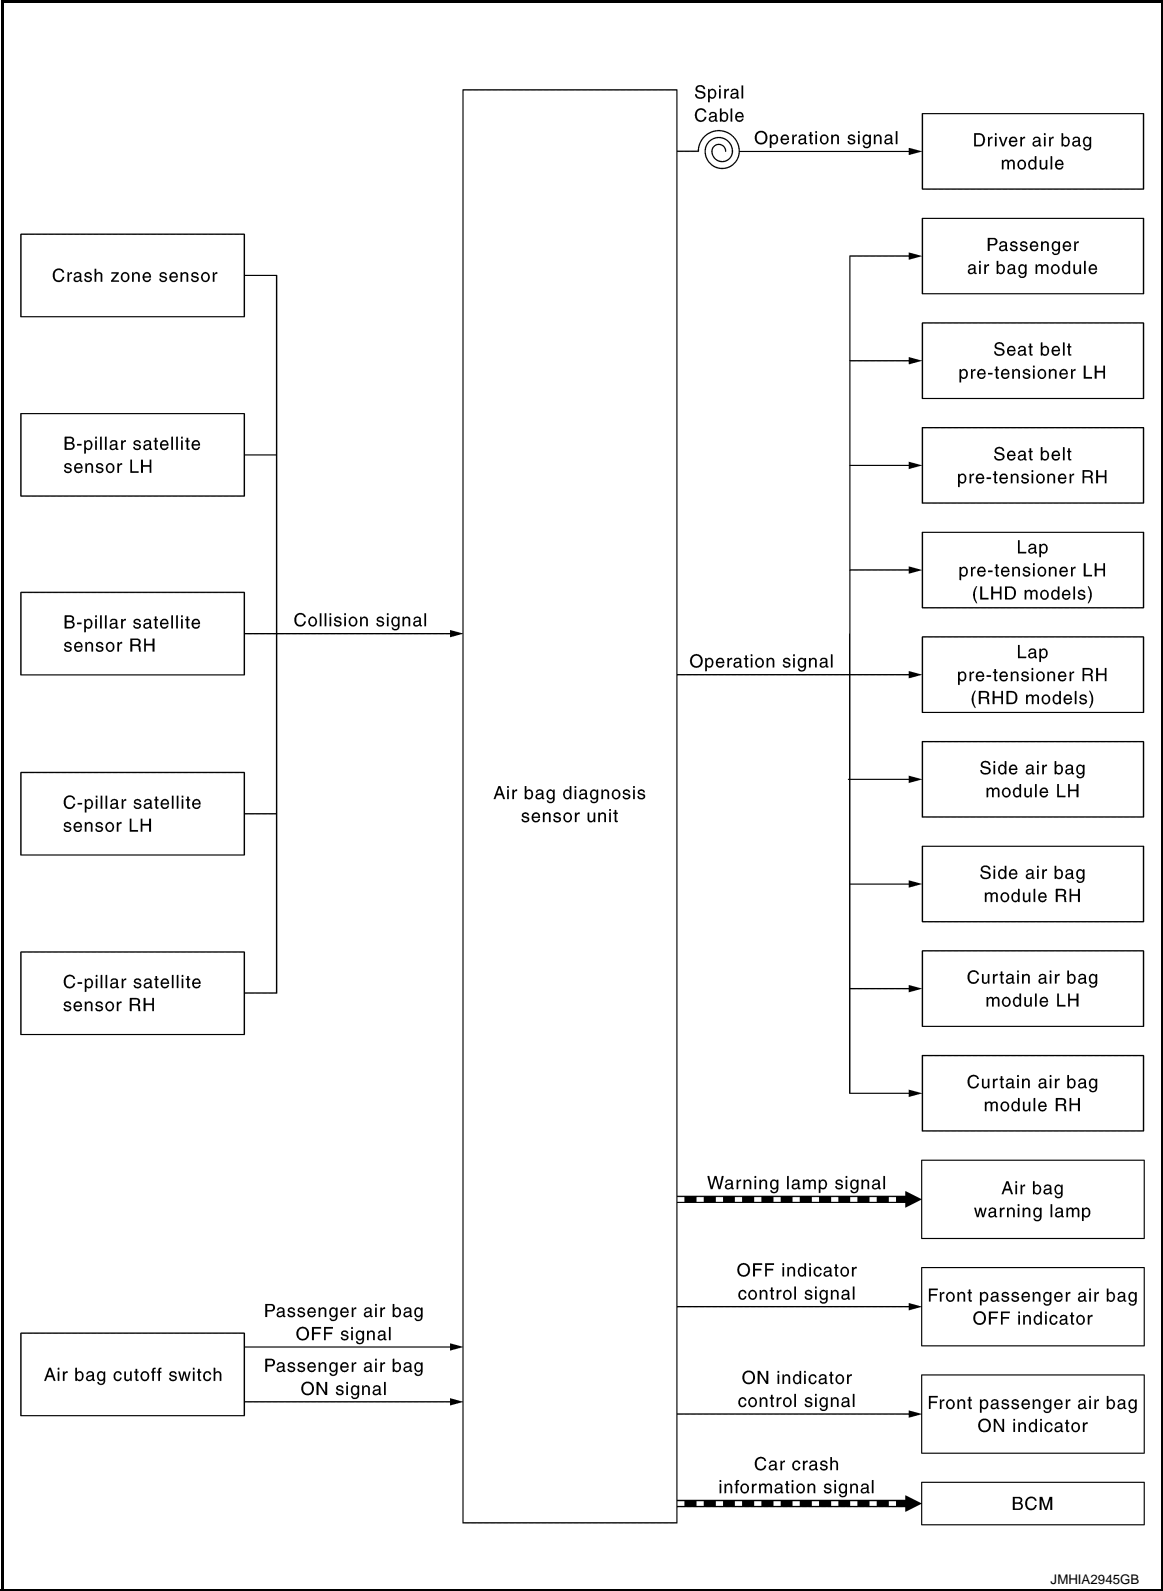 Spiral
Cable
Operation signal
Driver air bag
module
Passenger
air bag module
Crash zone sensor
Seat belt
pre-tensioner LH
B-pillar satellite
sensor LH
Seat belt
pre-tensioner RH
Lap
pre-tensioner LH
(LHD models)
B-pillar satellite
sensor RH
Collision signal
Operation signal
Lap
pre-tensioner RH
(RHD models)
Side air bag
module LH
C-pillar satellite
sensor LH
Air bag diagnosis
sensor unit
Side air bag
module RH
C-pillar satellite
sensor RH
Curtain air bag
module LH
Curtain air bag
module RH
Warning lamp signal
Air bag
warning lamp
OFF indicator
control signal
Front passenger air bag
OFF indicator
Passenger air bag
OFF signal
Air bag cutoff switch
Passenger air bag
ON signal
ON indicator
control signal
Front passenger air bag
ON indicator
Car crash
information signal
BCM
JMHIA2945GB